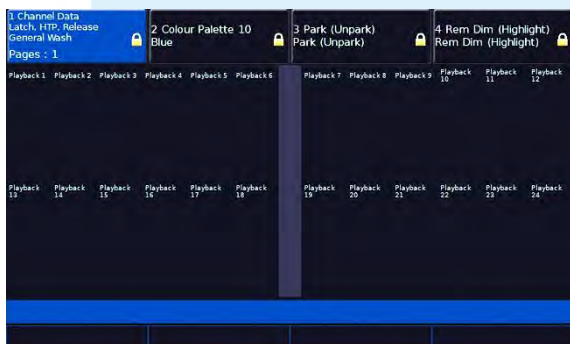 1 Channel Data
Latch, HTP, Release
General Wash
Pages : 1
2 Colour Palette 10
Blue
3 Park (Unpark)
Park (Unpark)
4 Rem Dim (Highlight)
Rem Dim (Highlight)
Playback 1 Playback 2 Playback 3 Playback 4 Playback 5 Playback 6 Playback 7 Playback 8 Playback 9 Playback 10 Playback 11 Playback 12
Playback 13 Playback 14 Playback 15 Playback 16 Playback 17 Playback 18 Playback 19 Playback 20 Playback 21 Playback 22 Playback 23 Playback 24